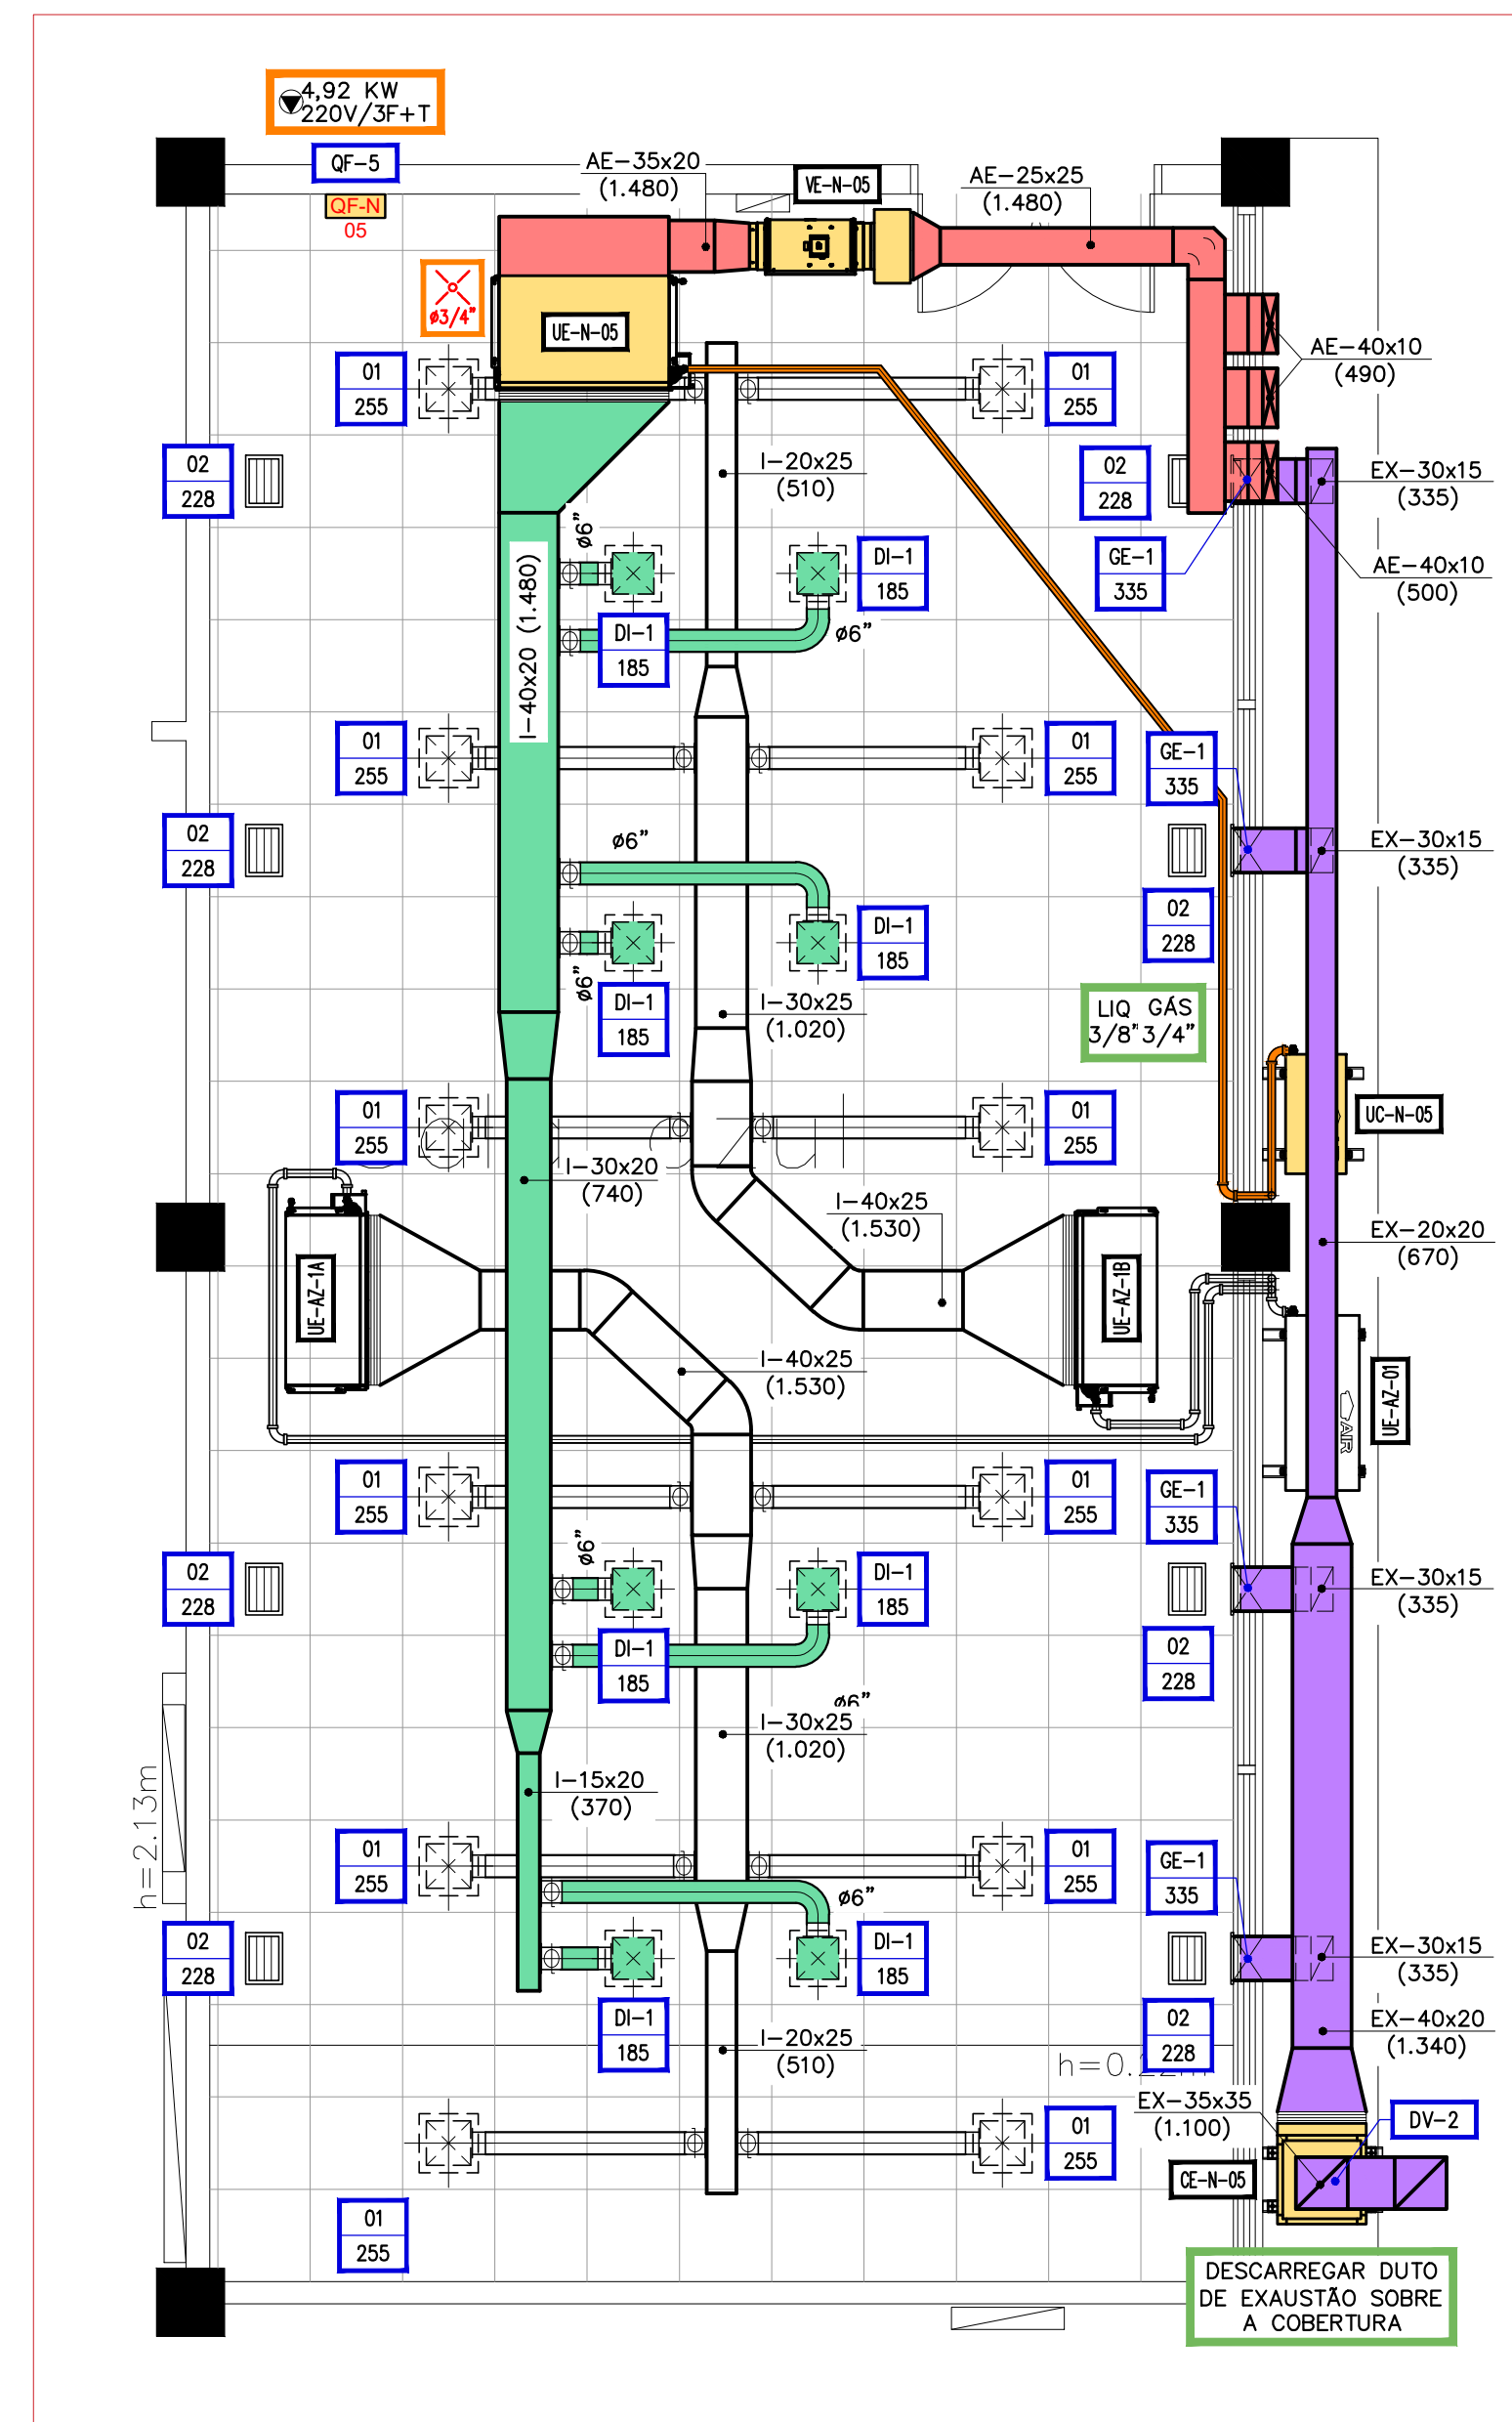 4,92 KW
220V/3F+T
QF-5
QF-N
05
AE-35x20
(1.480)
VE-N-05
AE-25x25
(1.480)
ø3/4"
UE-N-05
AE-40x10
(490)
01
255
01
255
02
228
I-20x25
(510)
02
228
EX-30x15
(335)
ø6"
DI-1
185
GE-1
335
AE-40x10
(500)
I-40x20 (1.480)
DI-1
185
ø6"
01
255
01
255
GE-1
335
02
228
ø6"
EX-30x15
(335)
02
228
DI-1
185
ø6"
DI-1
185
I-30x25
(1.020)
LIQ GÁS
3/8" 3/4"
01
255
01
255
UC-N-05
I-30x20
(740)
I-40x25
(1.530)
EX-20x20
(670)
UE-AZ-1A
UE-AZ-1B
I-40x25
(1.530)
UE-AZ-01
AIR
01
255
01
255
GE-1
335
ø6"
02
228
DI-1
185
EX-30x15
(335)
DI-1
185
02
228
ø6"
I-30x25
(1.020)
I-15x20
(370)
h=2.13m
01
255
01
255
GE-1
335
ø6"
02
228
DI-1
185
EX-30x15
(335)
DI-1
185
02
228
I-20x25
(510)
EX-40x20
(1.340)
EX-35x35
(1.100)
DV-2
01
255
CE-N-05
01
255
DESCARREGAR DUTO
DE EXAUSTÃO SOBRE
A COBERTURA